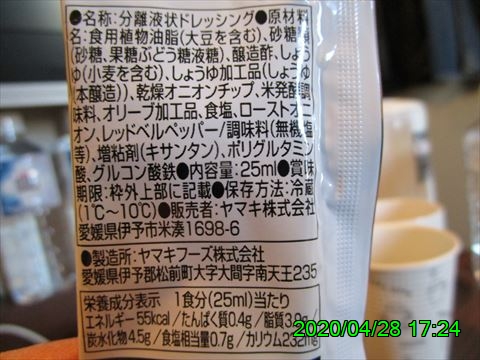 ●名称:分離液状ドレッシング●原材料
名:食用植物油脂(大豆を含む)、砂糖類
(砂糖、果糖ぶどう糖液糖)、醸造酢、しょう
ゆ(小麦を含む)、しょうゆ加工品(しょうゆ
(本醸造))、乾燥オニオンチップ、米発酵調
味料、オリーブ加工品、食塩、ローストオニ
オン、レッドベルペッパー/調味料(無機塩
等)、増粘剤(キサンタン)、ポリグルタミン
酸、グルコン酸鉄●内容量:25ml●賞味
期限:枠外上部に記載●保存方法:冷蔵
(1℃~10℃)●販売者:ヤマキ株式会社
愛媛県伊予市米湊1698-6
●製造所:ヤマキフーズ株式会社
愛媛県伊予郡松前町大字大間字南天王235
栄養成分表示 1食分(25ml)当たり
エネルギー55kcal/たんぱく質0.4g/脂質3.9g/
炭水化物4.5g/食塩相当量0.7g/カリウム232mg
2020/04/28 17:24